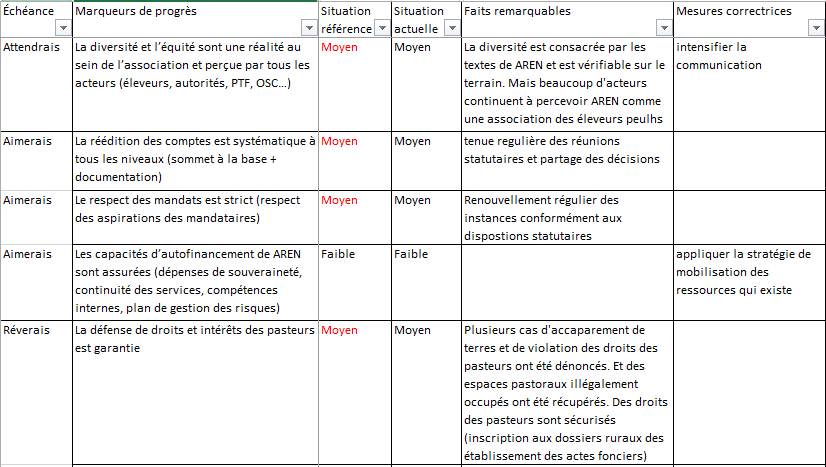 Échéance
Marqueurs de progrès
Situation
référence
Situation
actuelle
Faits remarquables
Mesures correctrices
Attendrais
La diversité et l'équité sont une réalité au
sein de l'association et perçue par tous les
acteurs (éleveurs, autorités, PTF, OSC…)
Moyen
Moyen
La diversité est consacrée par les
textes de AREN et est vérifiable sur le
terrain. Mais beaucoup d'acteurs
continuent à percevoir AREN comme
une association des éleveurs peulhs
intensifier la
communication
Aimerais
La réédition des comptes est systématique à
tous les niveaux (sommet à la base +
documentation)
Moyen
Moyen
tenue regulière des réunions
statutaires et partage des décisions
Aimerais
Le respect des mandats est strict (respect
des aspirations des mandataires)
Moyen
Moyen
Renouvellement régulier des
instances conformément aux
dispostions statutaires
Aimerais
Les capacités d'autofinancement de AREN
sont assurées (dépenses de souveraineté,
continuité des services, compétences
internes, plan de gestion des risques)
Faible
Faible
appliquer la stratégie de
mobilisation des
ressources qui existe
Réverais
La défense de droits et intérêts des pasteurs
est garantie
Moyen
Moyen
Plusieurs cas d'accaparement de
terres et de violation des droits des
pasteurs ont été dénoncés. Et des
espaces pastoraux illégalement
occupés ont été récupérés. Des droits
des pasteurs sont sécurisés
(inscription aux dossiers ruraux des
établissement des actes fonciers)